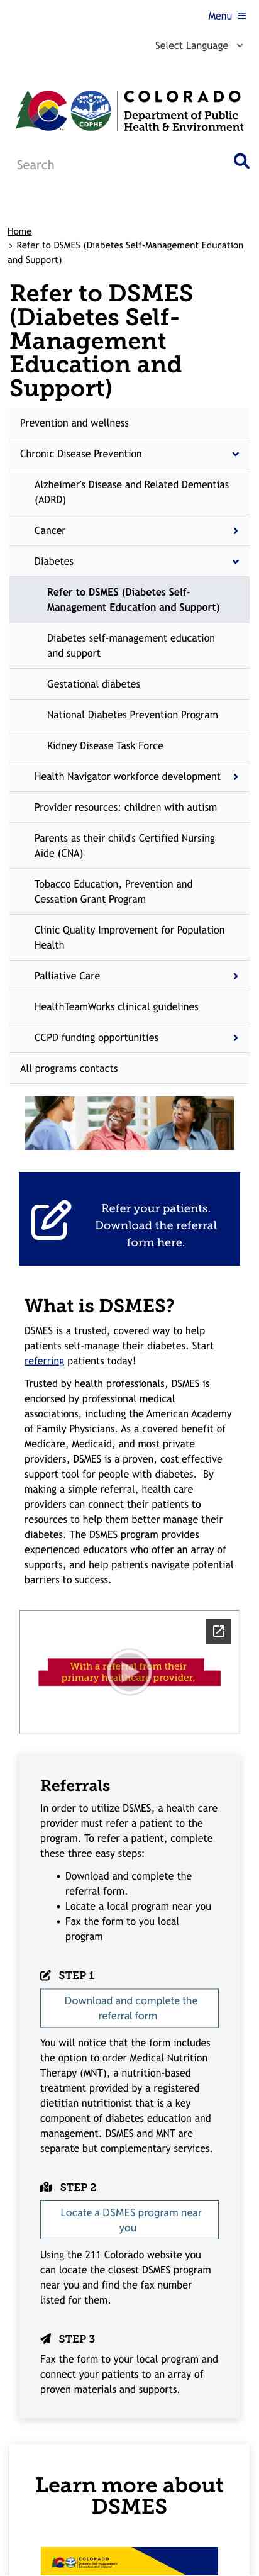 Menu
Select Language
COLORADO
Department of Public
Health & Environment
CDPHE
Search
Home
› Refer to DSMES (Diabetes Self-Management Education
and Support)
Refer to DSMES
(Diabetes Self-
Management
Education and
Support)
Prevention and wellness
Chronic Disease Prevention
Alzheimer's Disease and Related Dementias
(ADRD)
Cancer
Diabetes
Refer to DSMES (Diabetes Self-
Management Education and Support)
Diabetes self-management education
and support
Gestational diabetes
National Diabetes Prevention Program
Kidney Disease Task Force
Health Navigator workforce development
Provider resources: children with autism
Parents as their child's Certified Nursing
Aide (CNA)
Tobacco Education, Prevention and
Cessation Grant Program
Clinic Quality Improvement for Population
Health
Palliative Care
HealthTeamWorks clinical guidelines
CCPD funding opportunities
All programs contacts
Refer your patients.
Download the referral
form here.
What is DSMES?
DSMES is a trusted, covered way to help
patients self-manage their diabetes. Start
referring patients today!
Trusted by health professionals, DSMES is
endorsed by professional medical
associations, including the American Academy
of Family Physicians. As a covered benefit of
Medicare, Medicaid, and most private
providers, DSMES is a proven, cost effective
support tool for people with diabetes.  By
making a simple referral, health care
providers can connect their patients to
resources to help them better manage their
diabetes. The DSMES program provides
experienced educators who offer an array of
supports, and help patients navigate potential
barriers to success.
With a referral from their
primary healthcare provider,
Referrals
In order to utilize DSMES, a health care
provider must refer a patient to the
program. To refer a patient, complete
these three easy steps:
• Download and complete the
referral form.
• Locate a local program near you
• Fax the form to you local
program
STEP 1
Download and complete the
referral form
You will notice that the form includes
the option to order Medical Nutrition
Therapy (MNT), a nutrition-based
treatment provided by a registered
dietitian nutritionist that is a key
component of diabetes education and
management. DSMES and MNT are
separate but complementary services.
STEP 2
Locate a DSMES program near
you
Using the 211 Colorado website you
can locate the closest DSMES program
near you and find the fax number
listed for them.
STEP 3
Fax the form to your local program and
connect your patients to an array of
proven materials and supports.
Learn more about
DSMES
COLORADO